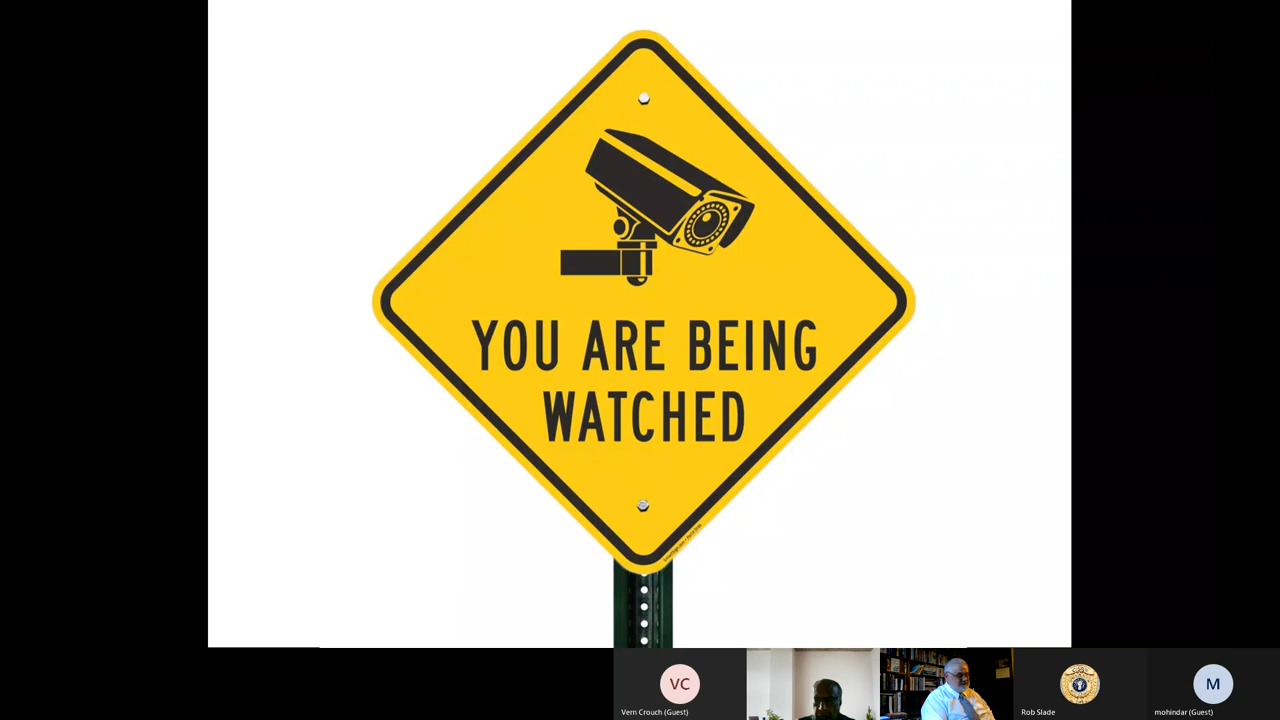 YOU ARE BEING
WATCHED
VC
Vern Crouch (Guest)
Rob Slade
M
mohindar (Guest)